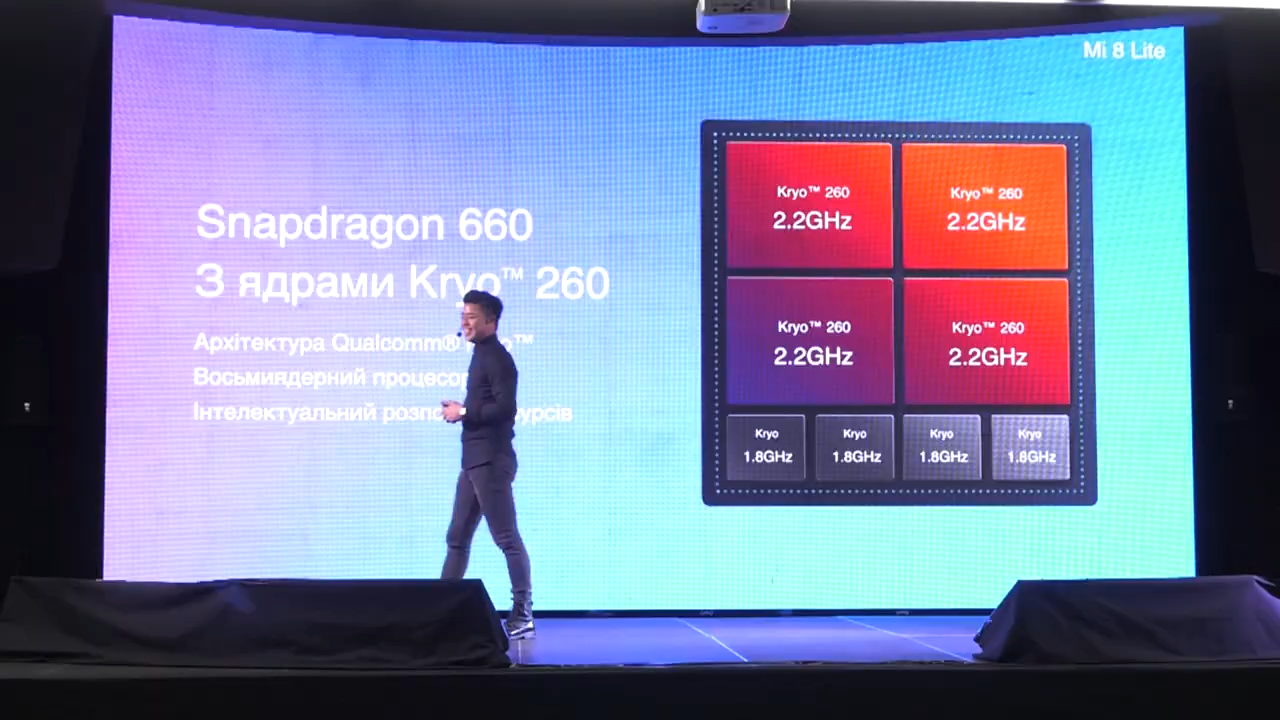 Mi 8 Lite
Snapdragon 660
З ядрами Kryo™ 260
Архітектура Qualcomm® ™
Восьмиядерний процесор
Інтелектуальний
Kryo™ 260
2.2GHz
Kryo™ 260
2.2GHz
Kryo™ 260
2.2GHz
Kryo™ 260
2.2GHz
Kryo
1.8GHz
Kryo
1.8GHz
Kryo
1.8GHz
Kryo
1.8GHz